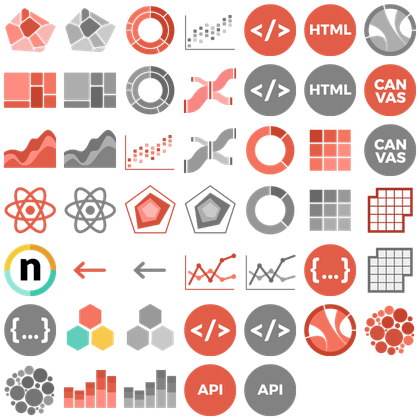 </> HTML
</> HTML CAN
VAS
CAN
VAS
n {...}
{...} </> </>
API API